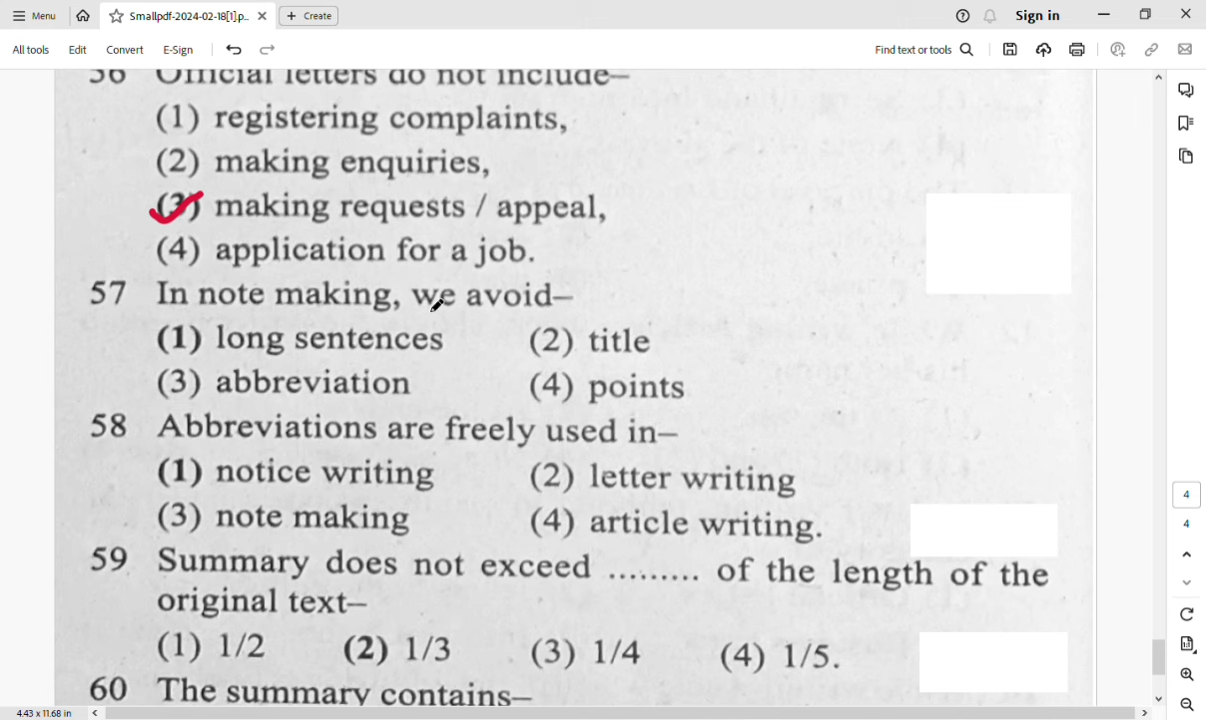 Menu
Smallpdf-2024-02-18[1].p...
Create
Sign in
All tools Edit Convert E-Sign
Find text or tools
56 Official letters do not include–
(1) registering complaints,
(2) making enquiries,
(3) making requests / appeal,
(4) application for a job.
57 In note making, we avoid–
(1) long sentences (2) title
(3) abbreviation (4) points
58 Abbreviations are freely used in–
(1) notice writing (2) letter writing
(3) note making (4) article writing.
59 Summary does not exceed ......... of the length of the
original text–
(1) 1/2 (2) 1/3 (3) 1/4 (4) 1/5.
60 The summary contains–
4
4
4.43 x 11.68 in